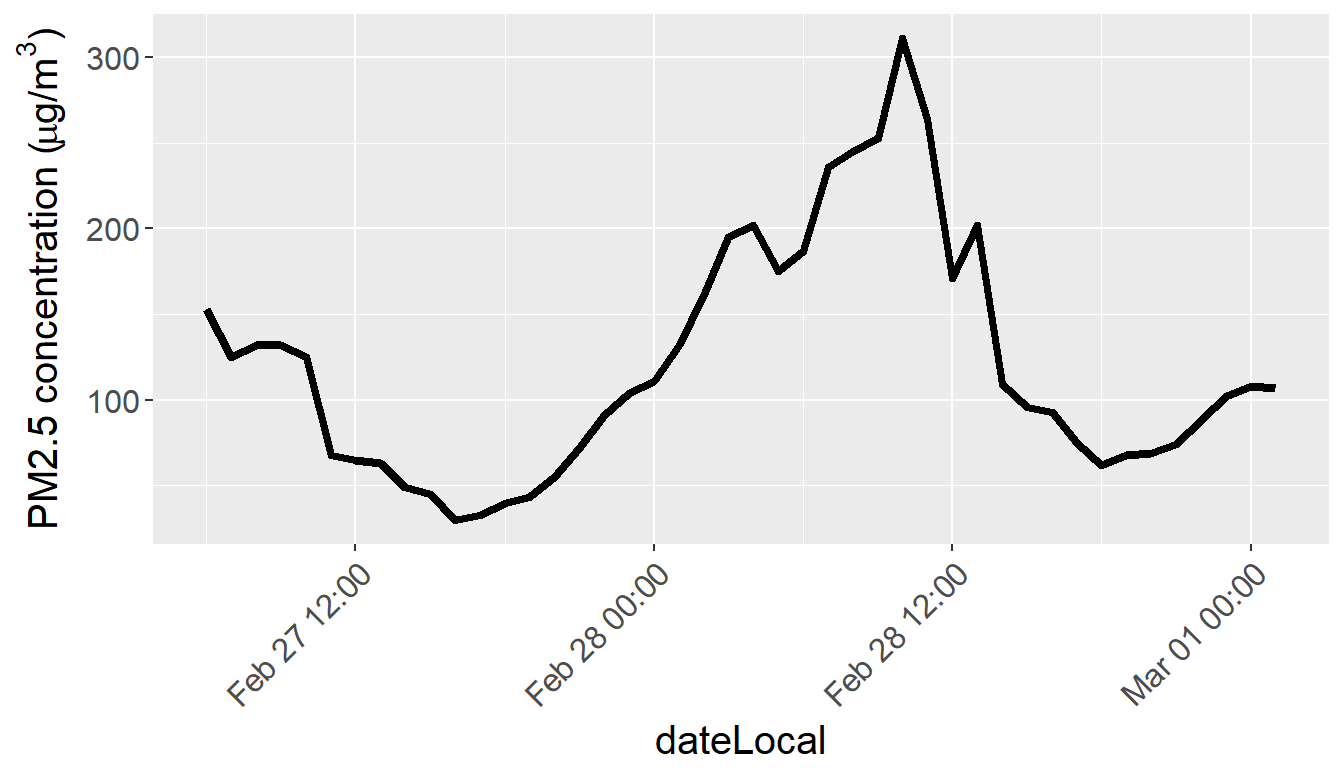 PM2.5 concentration (μg/m³)
300
200
100
Feb 27 12:00
Feb 28 00:00
Feb 28 12:00
Mar 01 00:00
dateLocal